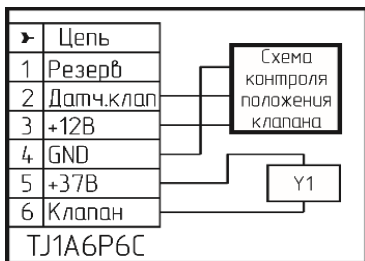 Цепь
1 Резерв
2 Датч.клап
3 +12В
4 GND
5 +37В
6 Клапан
TJ1A6P6C
Схема
контроля
положения
клапана
Y1